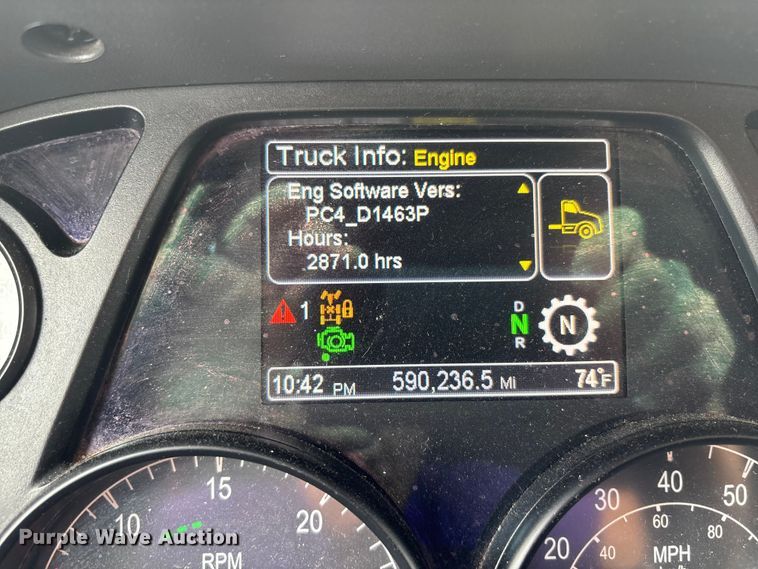 Truck Info: Engine
Eng Software Vers:
PC4_D1463P
Hours:
2871.0 hrs
1
D
N
R
N
10:42 PM 590,236.5 Mi 74°F
10 15 20
RPM
20 30 40 50
40 60 80
MPH
Purple Wave Auction